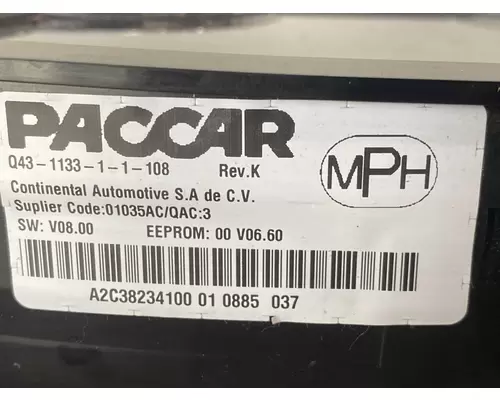 PACCAR
Q43-1133-1-1-108 Rev.K
MPH
Continental Automotive S.A de C.V.
Suplier Code:01035AC/QAC:3
SW: V08.00 EEPROM: 00 V06.60
A2C38234100 01 0885 037